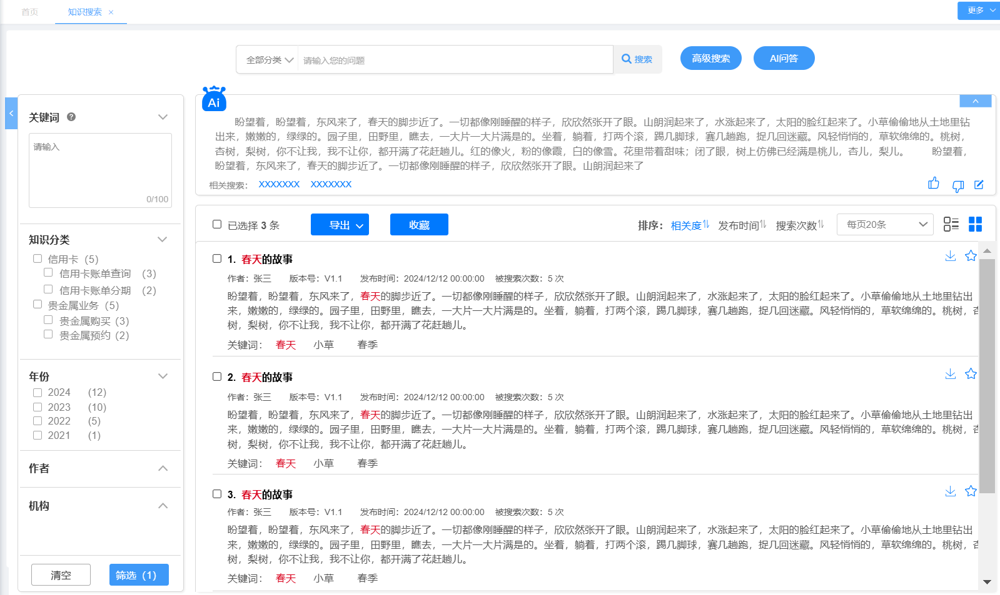 首页 知识搜索 × 更多
全部分类 请输入您的问题 搜索 高级搜索 AI问答
关键词 ?
请输入
0/100
知识分类
信用卡 (5)
信用卡账单查询 (3)
信用卡账单分期 (2)
贵金属业务 (5)
贵金属购买 (3)
贵金属预约 (2)
年份
2024 (12)
2023 (10)
2022 (5)
2021 (1)
作者
机构
清空 筛选 (1)
Ai
盼望着，盼望着，东风来了，春天的脚步近了。一切都像刚睡醒的样子，欣欣然张开了眼。山朗润起来了，水涨起来了，太阳的脸红起来了。小草偷偷地从土地里钻
出来，嫩嫩的，绿绿的。园子里，田野里，瞧去，一大片一大片满是的。坐着，躺着，打两个滚，踢几脚球，赛几趟跑，捉几回迷藏。风轻悄悄的，草软绵绵的。桃树，
杏树，梨树，你不让我，我不让你，都开满了花赶趟儿。红的像火，粉的像霞，白的像雪。花里带着甜味；闭了眼，树上仿佛已经满是桃儿，杏儿，梨儿。 盼望着，
盼望着，东风来了，春天的脚步近了。一切都像刚睡醒的样子，欣欣然张开了眼。山朗润起来了
相关搜索： XXXXXXX XXXXXXX
已选择 3 条 导出 收藏 排序： 相关度 发布时间 搜索次数 每页20条
1. 春天的故事
作者：张三 版本号：V1.1 发布时间：2024/12/12 00:00:00 被搜索次数：5 次
盼望着，盼望着，东风来了，春天的脚步近了。一切都像刚睡醒的样子，欣欣然张开了眼。山朗润起来了，水涨起来了，太阳的脸红起来了。小草偷偷地从土地里钻出
来，嫩嫩的，绿绿的。园子里，田野里，瞧去，一大片一大片满是的。坐着，躺着，打两个滚，踢几脚球，赛几趟跑，捉几回迷藏。风轻悄悄的，草软绵绵的。桃树，杏
树，梨树，你不让我，我不让你，都开满了花赶趟儿。
关键词： 春天 小草 春季
2. 春天的故事
作者：张三 版本号：V1.1 发布时间：2024/12/12 00:00:00 被搜索次数：5 次
盼望着，盼望着，东风来了，春天的脚步近了。一切都像刚睡醒的样子，欣欣然张开了眼。山朗润起来了，水涨起来了，太阳的脸红起来了。小草偷偷地从土地里钻出
来，嫩嫩的，绿绿的。园子里，田野里，瞧去，一大片一大片满是的。坐着，躺着，打两个滚，踢几脚球，赛几趟跑，捉几回迷藏。风轻悄悄的，草软绵绵的。桃树，杏
树，梨树，你不让我，我不让你，都开满了花赶趟儿。
关键词： 春天 小草 春季
3. 春天的故事
作者：张三 版本号：V1.1 发布时间：2024/12/12 00:00:00 被搜索次数：5 次
盼望着，盼望着，东风来了，春天的脚步近了。一切都像刚睡醒的样子，欣欣然张开了眼。山朗润起来了，水涨起来了，太阳的脸红起来了。小草偷偷地从土地里钻出
来，嫩嫩的，绿绿的。园子里，田野里，瞧去，一大片一大片满是的。坐着，躺着，打两个滚，踢几脚球，赛几趟跑，捉几回迷藏。风轻悄悄的，草软绵绵的。桃树，杏
树，梨树，你不让我，我不让你，都开满了花赶趟儿。
关键词： 春天 小草 春季